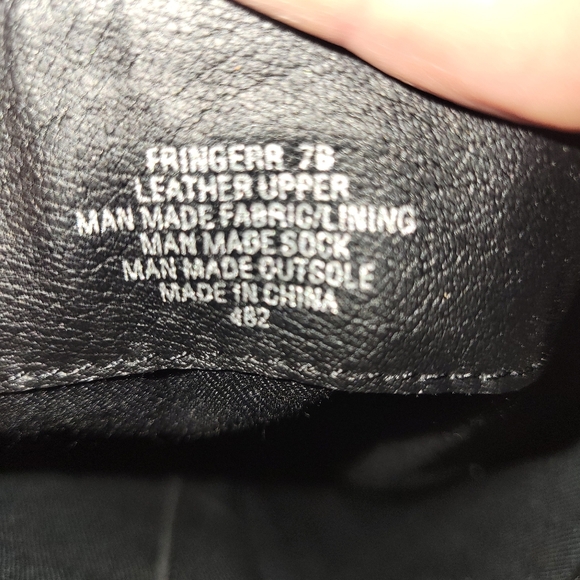 FRINGERR 7B
LEATHER UPPER
MAN MADE FABRIC/LINING
MAN MADE SOCK
MAN MADE OUTSOLE
MADE IN CHINA
482